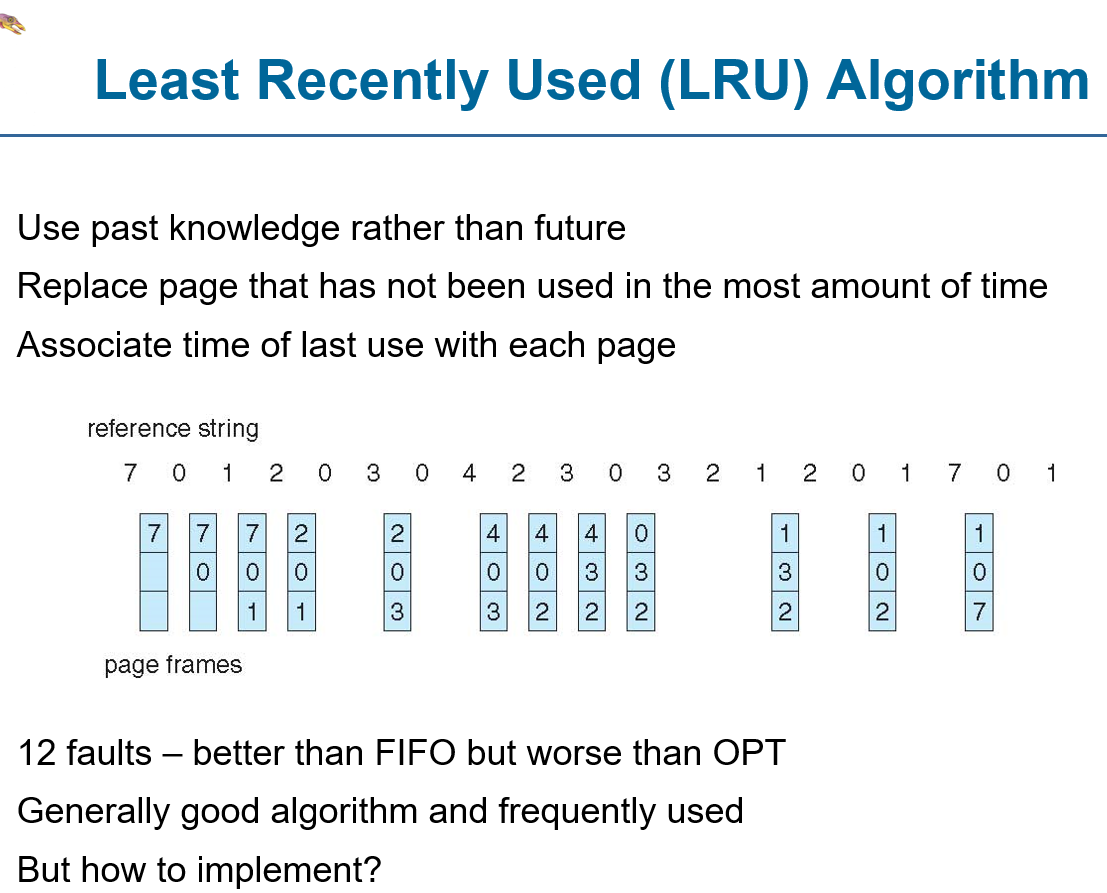 Least Recently Used (LRU) Algorithm
Use past knowledge rather than future
Replace page that has not been used in the most amount of time
Associate time of last use with each page
reference string
7 0 1 2 0 3 0 4 2 3 0 3 2 1 2 0 1 7 0 1
7 7 7 2 2 4 4 4 0 1 1 1
0 0 0 0 0 0 3 3 3 0 0
1 1 3 3 2 2 2 2 2 7
page frames
12 faults – better than FIFO but worse than OPT
Generally good algorithm and frequently used
But how to implement?